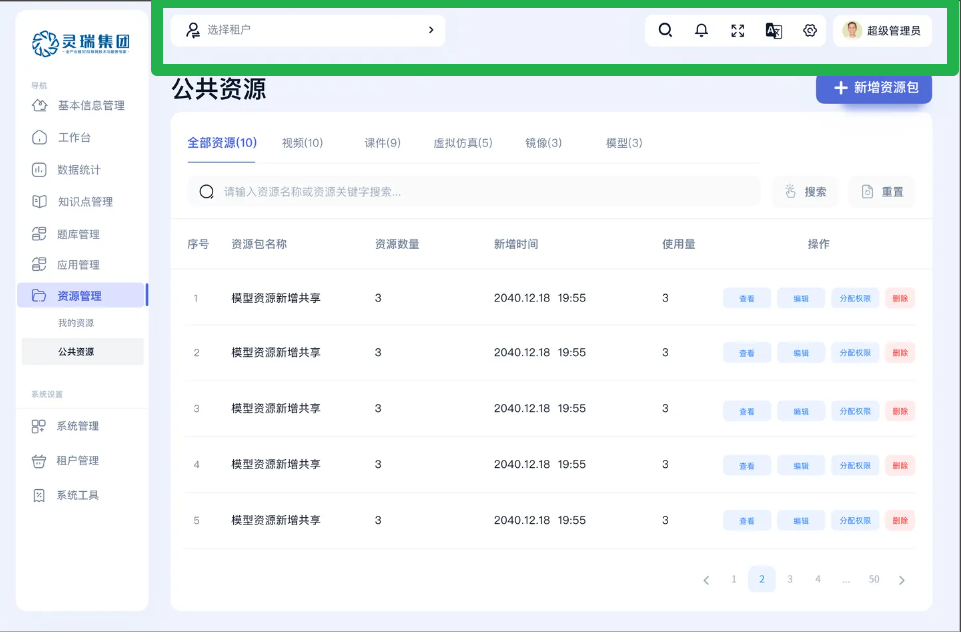 灵瑞集团
选择租户
超级管理员
导航
基本信息管理
工作台
数据统计
知识点管理
题库管理
应用管理
资源管理
我的资源
公共资源
系统设置
系统管理
租户管理
系统工具
公共资源
新增资源包
全部资源(10) 视频(10) 课件(9) 虚拟仿真(5) 镜像(3) 模型(3)
请输入资源名称或资源关键字搜索...
搜索 重置
序号 资源包名称 资源数量 新增时间 使用量 操作
1 模型资源新增共享 3 2040.12.18 19:55 3 查看 编辑 分配权限 删除
2 模型资源新增共享 3 2040.12.18 19:55 3 查看 编辑 分配权限 删除
3 模型资源新增共享 3 2040.12.18 19:55 3 查看 编辑 分配权限 删除
4 模型资源新增共享 3 2040.12.18 19:55 3 查看 编辑 分配权限 删除
5 模型资源新增共享 3 2040.12.18 19:55 3 查看 编辑 分配权限 删除
1 2 3 4 ... 50